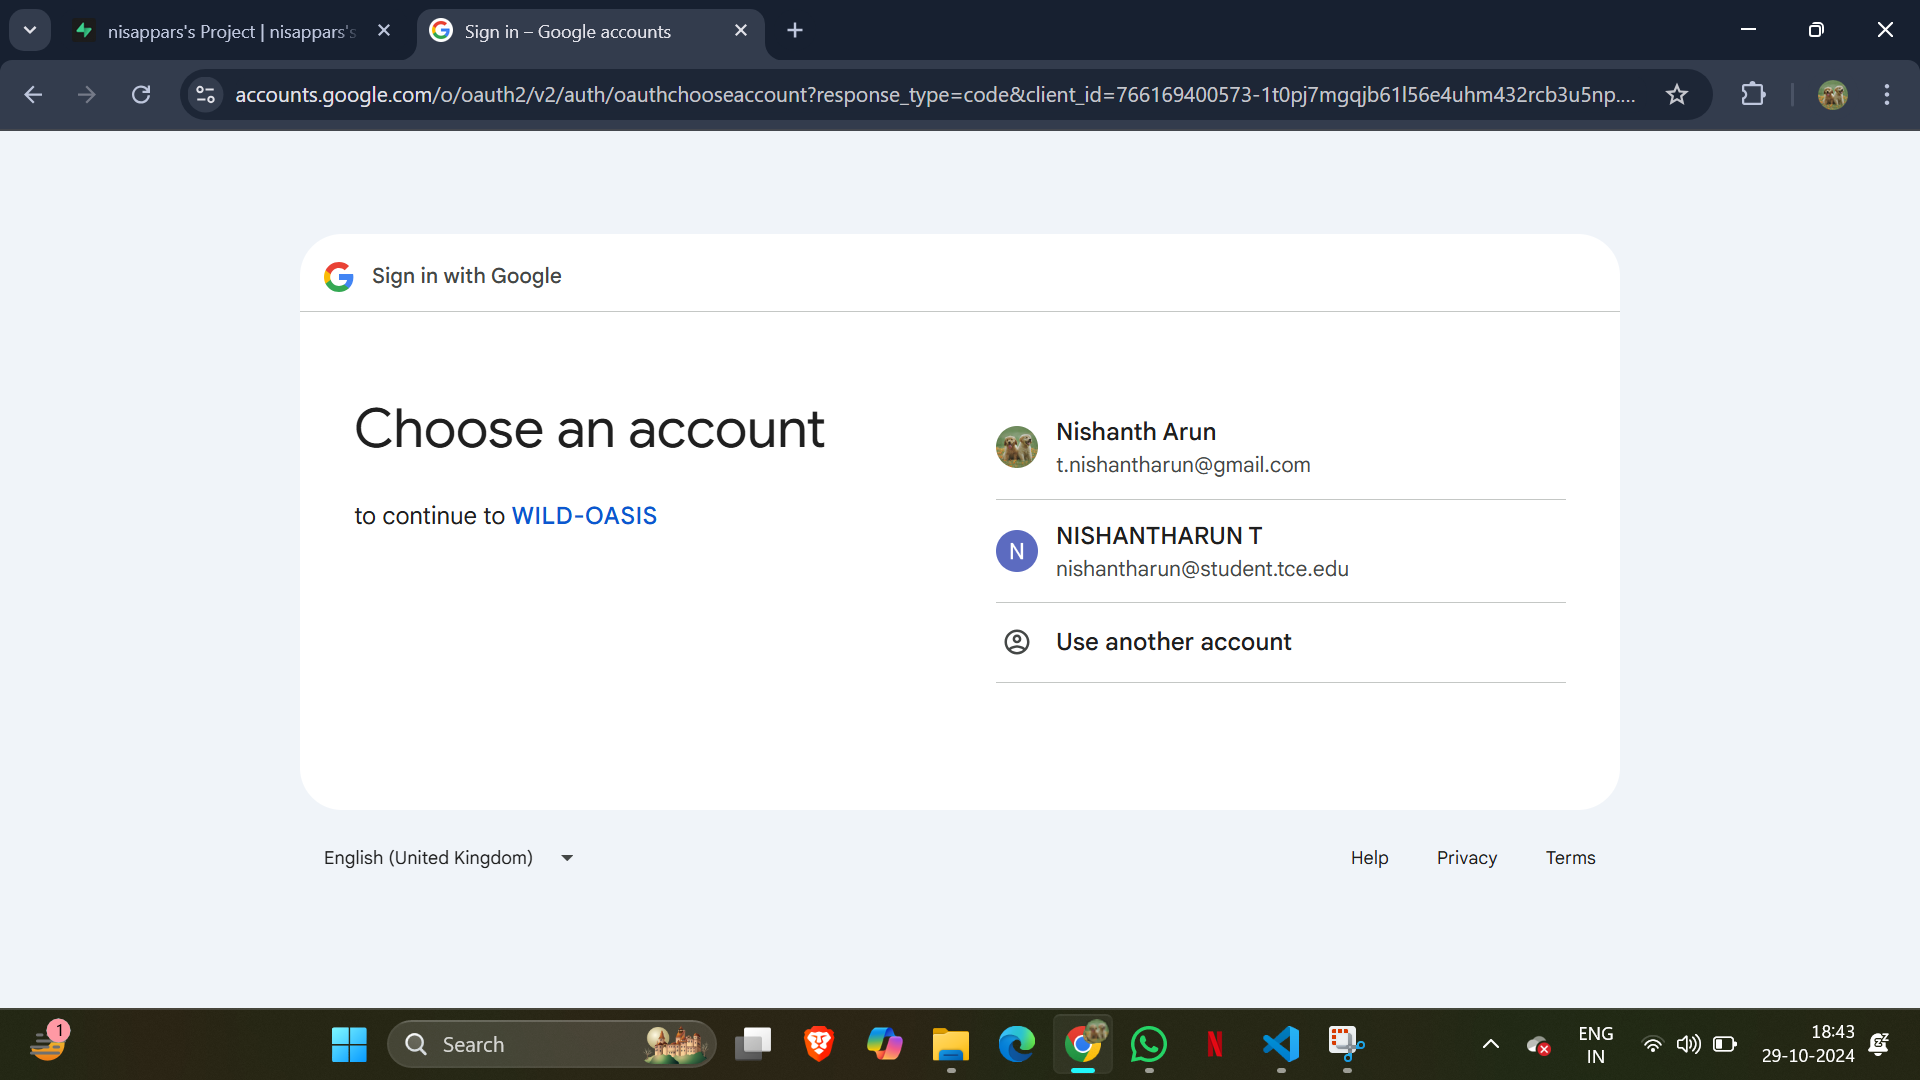 nisappars's Project | nisappars's
Sign in – Google accounts
accounts.google.com/o/oauth2/v2/auth/oauthchooseaccount?response_type=code&client_id=766169400573-1t0pj7mgqjb61l56e4uhm432rcb3u5np....
Sign in with Google
Choose an account
to continue to WILD-OASIS
Nishanth Arun
t.nishantharun@gmail.com
N
NISHANTHARUN T
nishantharun@student.tce.edu
Use another account
English (United Kingdom)
Help
Privacy
Terms
1
Search
N
ENG
IN
18:43
29-10-2024